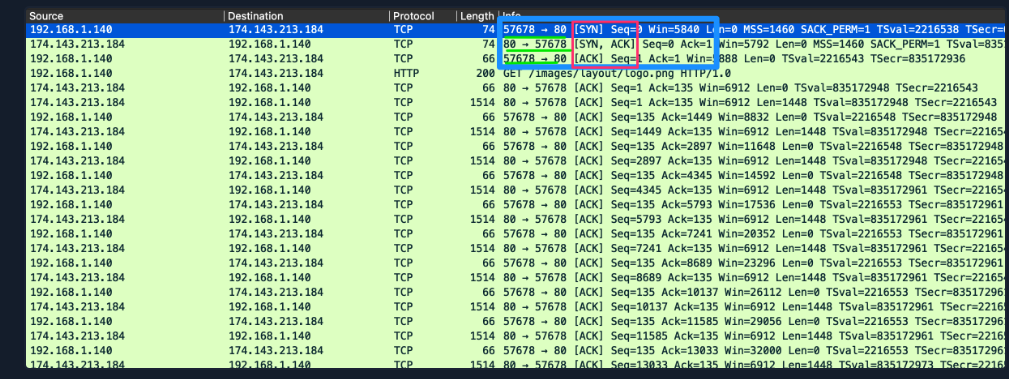 Source Destination Protocol Length Info
192.168.1.140 174.143.213.184 TCP 74 57678 → 80 [SYN] Seq=0 Win=5840 Len=0 MSS=1460 SACK_PERM=1 TSval=2216538 TSecr=
174.143.213.184 192.168.1.140 TCP 74 80 → 57678 [SYN, ACK] Seq=0 Ack=1 Win=5792 Len=0 MSS=1460 SACK_PERM=1 TSval=835
192.168.1.140 174.143.213.184 TCP 66 57678 → 80 [ACK] Seq=1 Ack=1 Win=5888 Len=0 TSval=2216543 TSecr=835172936
192.168.1.140 174.143.213.184 HTTP 200 GET /images/layout/logo.png HTTP/1.0
174.143.213.184 192.168.1.140 TCP 66 80 → 57678 [ACK] Seq=1 Ack=135 Win=6912 Len=0 TSval=835172948 TSecr=2216543
174.143.213.184 192.168.1.140 TCP 1514 80 → 57678 [ACK] Seq=1 Ack=135 Win=6912 Len=1448 TSval=835172948 TSecr=2216543
192.168.1.140 174.143.213.184 TCP 66 57678 → 80 [ACK] Seq=135 Ack=1449 Win=8832 Len=0 TSval=2216548 TSecr=835172948
174.143.213.184 192.168.1.140 TCP 1514 80 → 57678 [ACK] Seq=1449 Ack=135 Win=6912 Len=1448 TSval=835172948 TSecr=22165
192.168.1.140 174.143.213.184 TCP 66 57678 → 80 [ACK] Seq=135 Ack=2897 Win=11648 Len=0 TSval=2216548 TSecr=835172948
174.143.213.184 192.168.1.140 TCP 1514 80 → 57678 [ACK] Seq=2897 Ack=135 Win=6912 Len=1448 TSval=835172948 TSecr=22165
192.168.1.140 174.143.213.184 TCP 66 57678 → 80 [ACK] Seq=135 Ack=4345 Win=14592 Len=0 TSval=2216548 TSecr=835172948
174.143.213.184 192.168.1.140 TCP 1514 80 → 57678 [ACK] Seq=4345 Ack=135 Win=6912 Len=1448 TSval=835172961 TSecr=22165
192.168.1.140 174.143.213.184 TCP 66 57678 → 80 [ACK] Seq=135 Ack=5793 Win=17536 Len=0 TSval=2216553 TSecr=835172961
174.143.213.184 192.168.1.140 TCP 1514 80 → 57678 [ACK] Seq=5793 Ack=135 Win=6912 Len=1448 TSval=835172961 TSecr=22165
192.168.1.140 174.143.213.184 TCP 66 57678 → 80 [ACK] Seq=135 Ack=7241 Win=20352 Len=0 TSval=2216553 TSecr=835172961
174.143.213.184 192.168.1.140 TCP 1514 80 → 57678 [ACK] Seq=7241 Ack=135 Win=6912 Len=1448 TSval=835172961 TSecr=22165
192.168.1.140 174.143.213.184 TCP 66 57678 → 80 [ACK] Seq=135 Ack=8689 Win=23296 Len=0 TSval=2216553 TSecr=835172961
174.143.213.184 192.168.1.140 TCP 1514 80 → 57678 [ACK] Seq=8689 Ack=135 Win=6912 Len=1448 TSval=835172961 TSecr=22165
192.168.1.140 174.143.213.184 TCP 66 57678 → 80 [ACK] Seq=135 Ack=10137 Win=26112 Len=0 TSval=2216553 TSecr=83517296
174.143.213.184 192.168.1.140 TCP 1514 80 → 57678 [ACK] Seq=10137 Ack=135 Win=6912 Len=1448 TSval=835172961 TSecr=2216
192.168.1.140 174.143.213.184 TCP 66 57678 → 80 [ACK] Seq=135 Ack=11585 Win=29056 Len=0 TSval=2216553 TSecr=83517296
174.143.213.184 192.168.1.140 TCP 1514 80 → 57678 [ACK] Seq=11585 Ack=135 Win=6912 Len=1448 TSval=835172961 TSecr=2216
192.168.1.140 174.143.213.184 TCP 66 57678 → 80 [ACK] Seq=135 Ack=13033 Win=32000 Len=0 TSval=2216553 TSecr=83517296
174.143.213.184 192.168.1.140 TCP 1514 80 → 57678 [ACK] Seq=13033 Ack=135 Win=6912 Len=1448 TSval=835172973 TSecr=2216